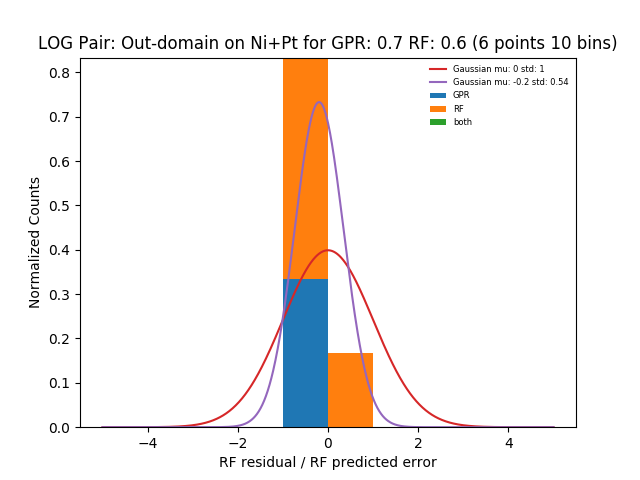 LOG Pair: Out-domain on Ni+Pt for GPR: 0.7 RF: 0.6 (6 points 10 bins)
Gaussian mu: 0 std: 1
Gaussian mu: -0.2 std: 0.54
GPR
RF
both
Normalized Counts
0.8
0.7
0.6
0.5
0.4
0.3
0.2
0.1
0.0
−4 −2 0 2 4
RF residual / RF predicted error